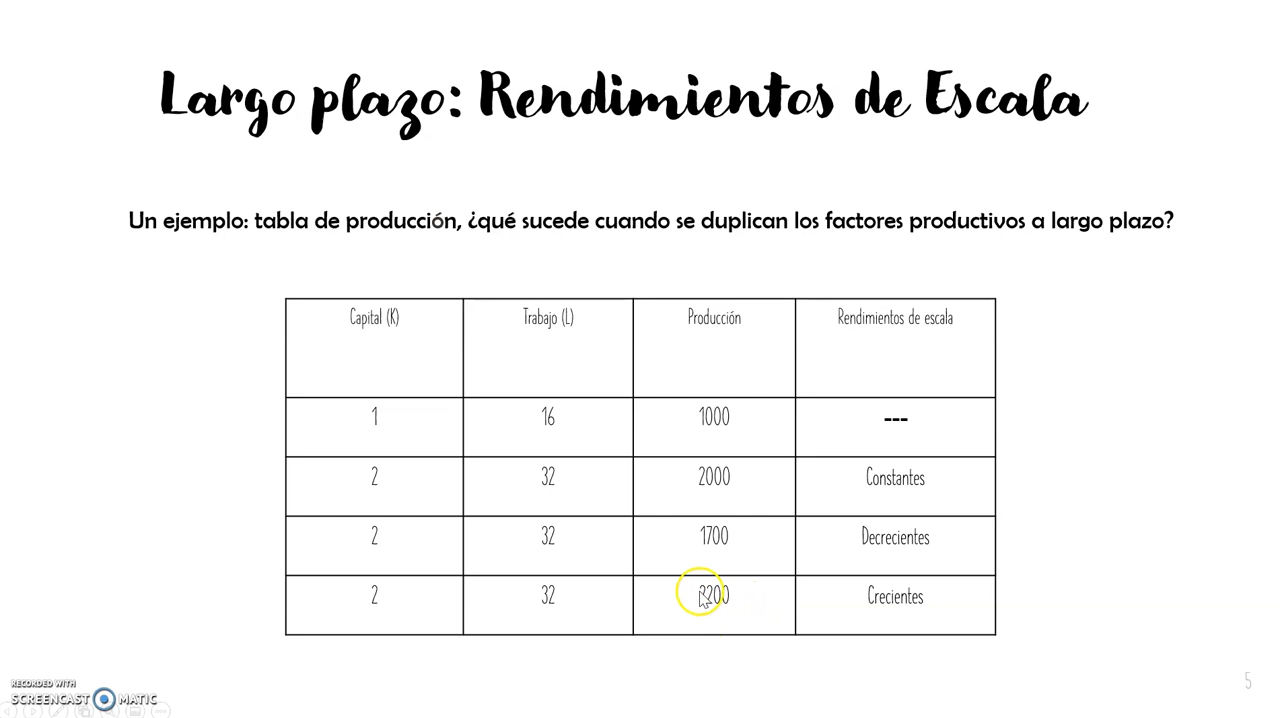 Largo plazo: Rendimientos de Escala
Un ejemplo: tabla de producción, ¿qué sucede cuando se duplican los factores productivos a largo plazo?
Capital (K) Trabajo (L) Producción Rendimientos de escala
1 16 1000 ---
2 32 2000 Constantes
2 32 1700 Decrecientes
2 32 Crecientes
RECORDED WITH
SCREENCAST MATIC
5